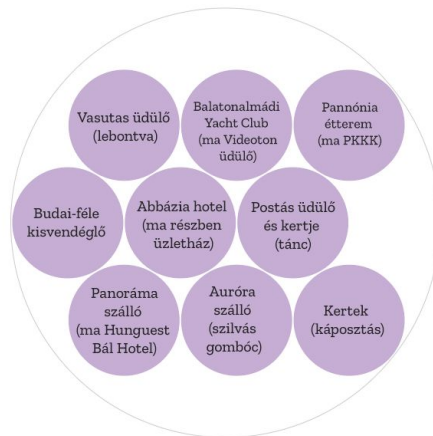 Vasutas üdülő
(lebontva)
Balatonalmádi
Yacht Club
(ma Videoton
üdülő)
Pannónia
étterem
(ma PKKK)
Budai-féle
kisvendéglő
Abbázia hotel
(ma részben
üzletház)
Postás üdülő
és kertje
(tánc)
Panoráma
szálló
(ma Hunguest
Bál Hotel)
Auróra
szálló
(szilvás
gombóc)
Kertek
(káposztás)